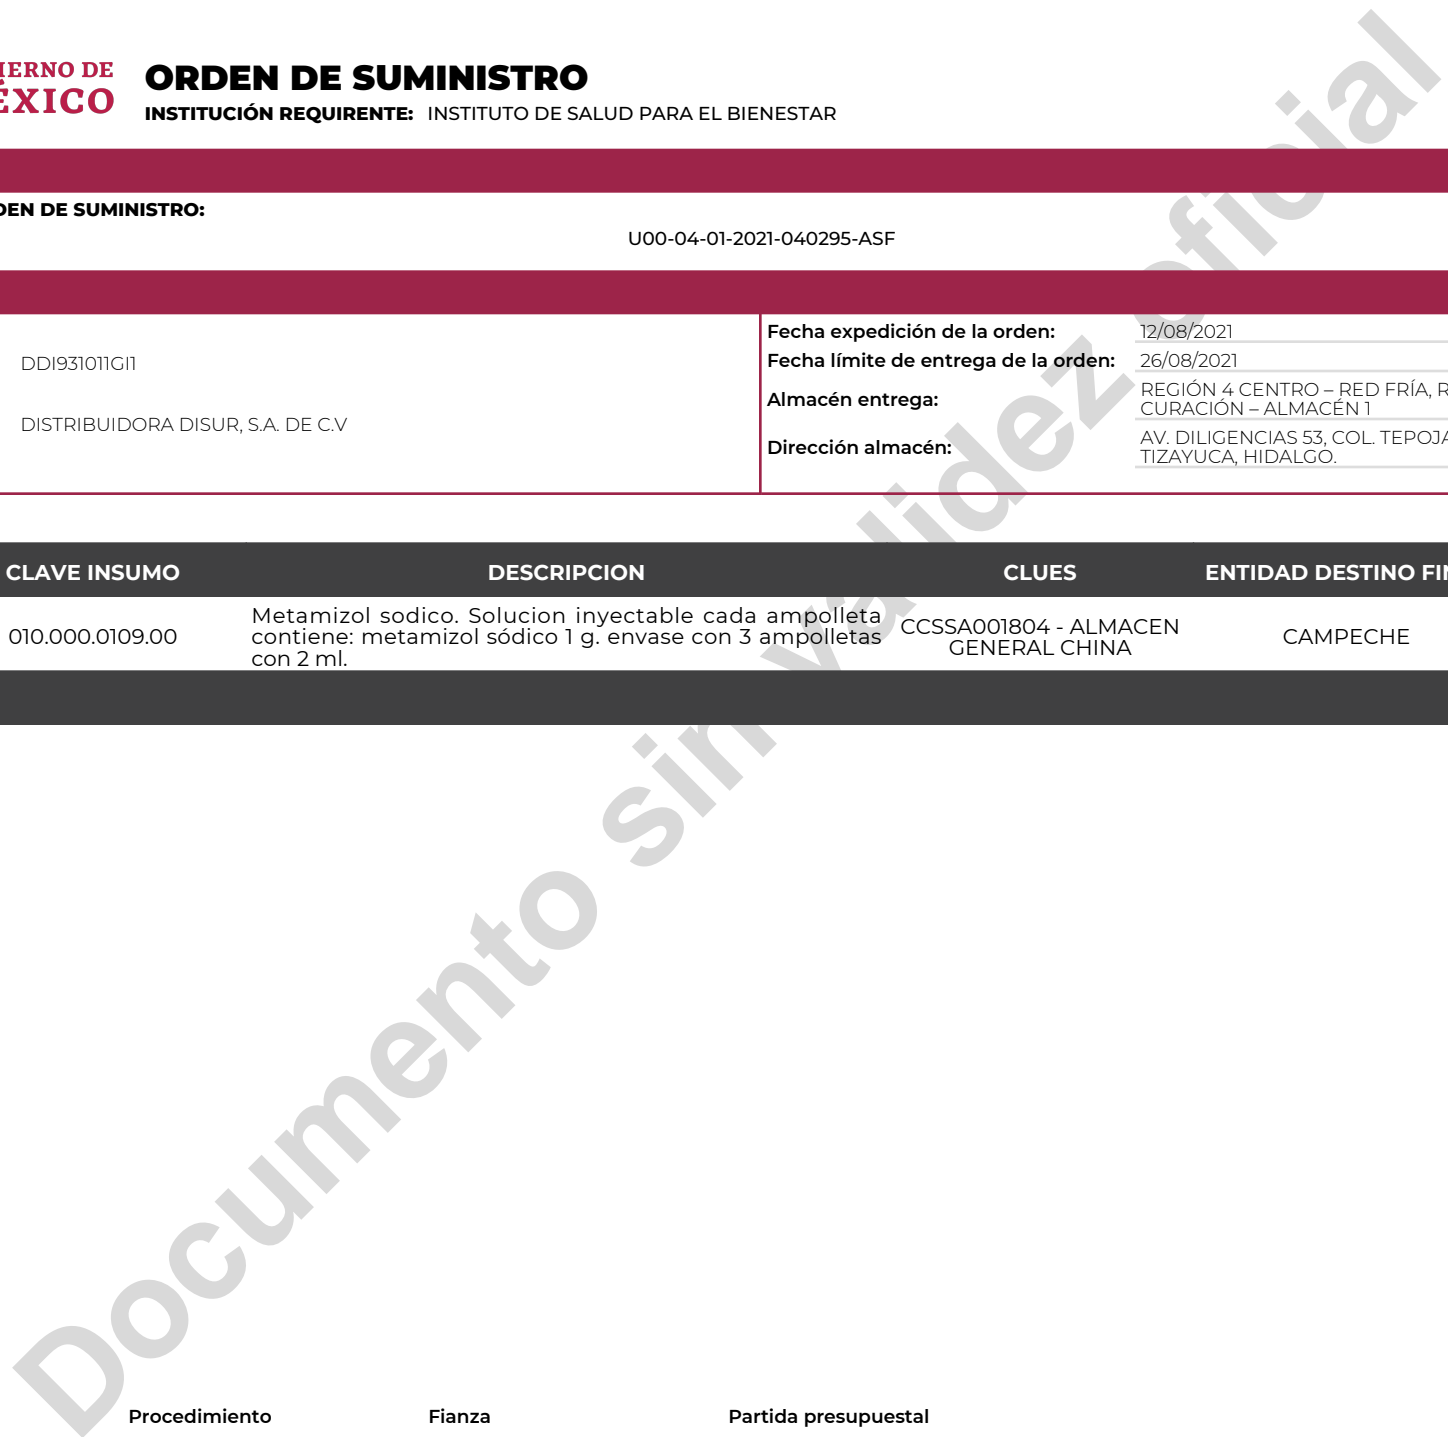 IERNO DE
ÉXICO
ORDEN DE SUMINISTRO
INSTITUCIÓN REQUIRENTE: INSTITUTO DE SALUD PARA EL BIENESTAR
DEN DE SUMINISTRO:
U00-04-01-2021-040295-ASF
DDI931011GI1
DISTRIBUIDORA DISUR, S.A. DE C.V
Fecha expedición de la orden: 12/08/2021
Fecha límite de entrega de la orden: 26/08/2021
Almacén entrega: REGIÓN 4 CENTRO – RED FRÍA, R
CURACIÓN – ALMACÉN 1
Dirección almacén: AV. DILIGENCIAS 53, COL. TEPOJA
TIZAYUCA, HIDALGO.
CLAVE INSUMO DESCRIPCION CLUES ENTIDAD DESTINO FIN
010.000.0109.00
Metamizol sodico. Solucion inyectable cada ampolleta
contiene: metamizol sódico 1 g. envase con 3 ampolletas
con 2 ml.
CCSSA001804 - ALMACEN
GENERAL CHINA
CAMPECHE
Documento sin validez oficial
Procedimiento Fianza Partida presupuestal